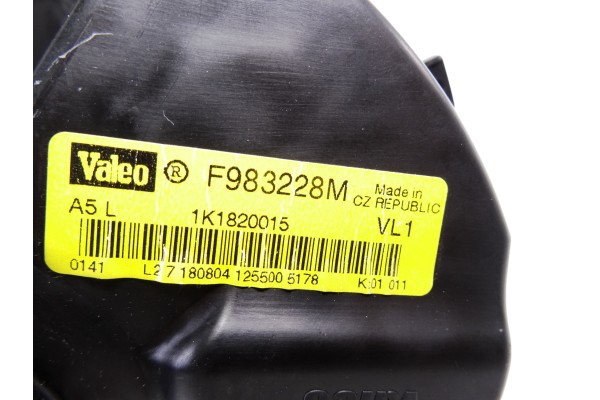 Valeo ® F983228M Made in
CZ REPUBLIC
A5 L 1K1820015 VL1
0141 L2 7 180804 125500 5178 K:01 011